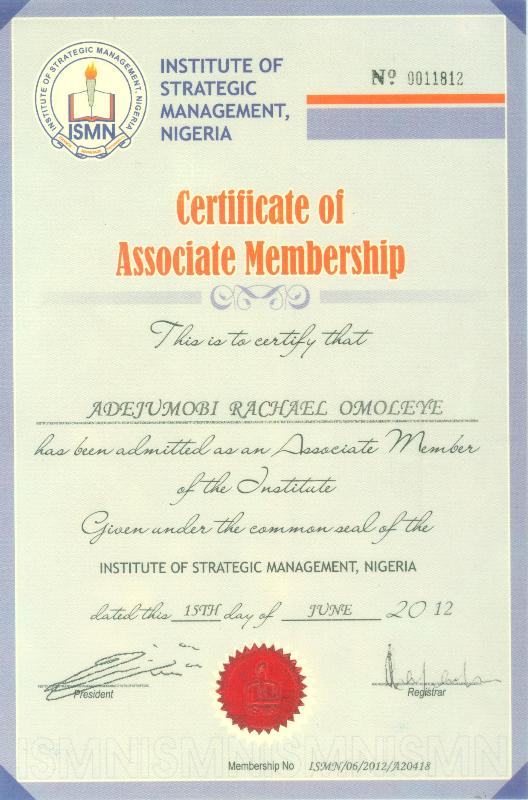 INSTITUTE OF STRATEGIC MANAGEMENT, NIGERIA
ISMN
INSTITUTE OF
STRATEGIC
MANAGEMENT,
NIGERIA
Nº 0011812
Certificate of
Associate Membership
This is to certify that
ADEJUMOBI RACHAEL OMOLEYE
has been admitted as an Associate Member
of the Institute
Given under the common seal of the
INSTITUTE OF STRATEGIC MANAGEMENT, NIGERIA
dated this 15TH day of JUNE 2012
President
Registrar
ISMNISMNISMNISMNISMN
Membership No ISMN/06/2012/A20418